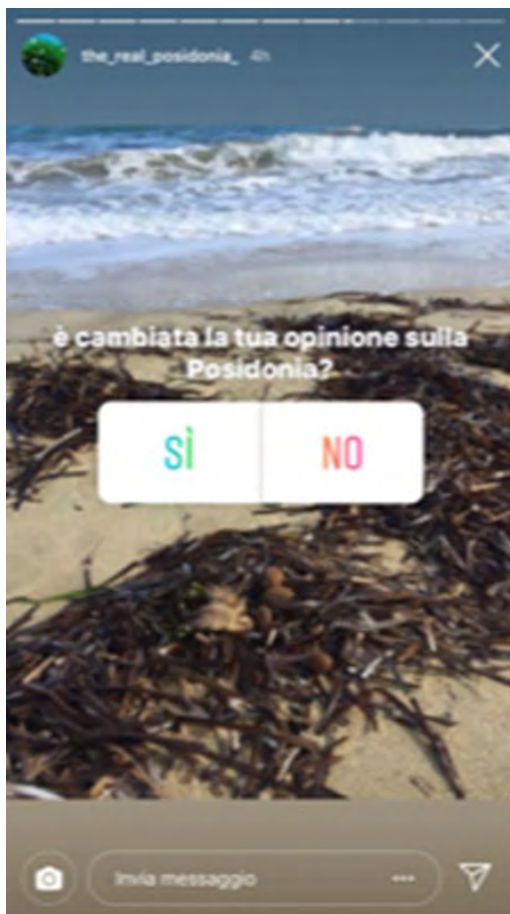 the_real_posidonia_ 4h
è cambiata la tua opinione sulla
Posidonia?
SÌ NO
Invia messaggio